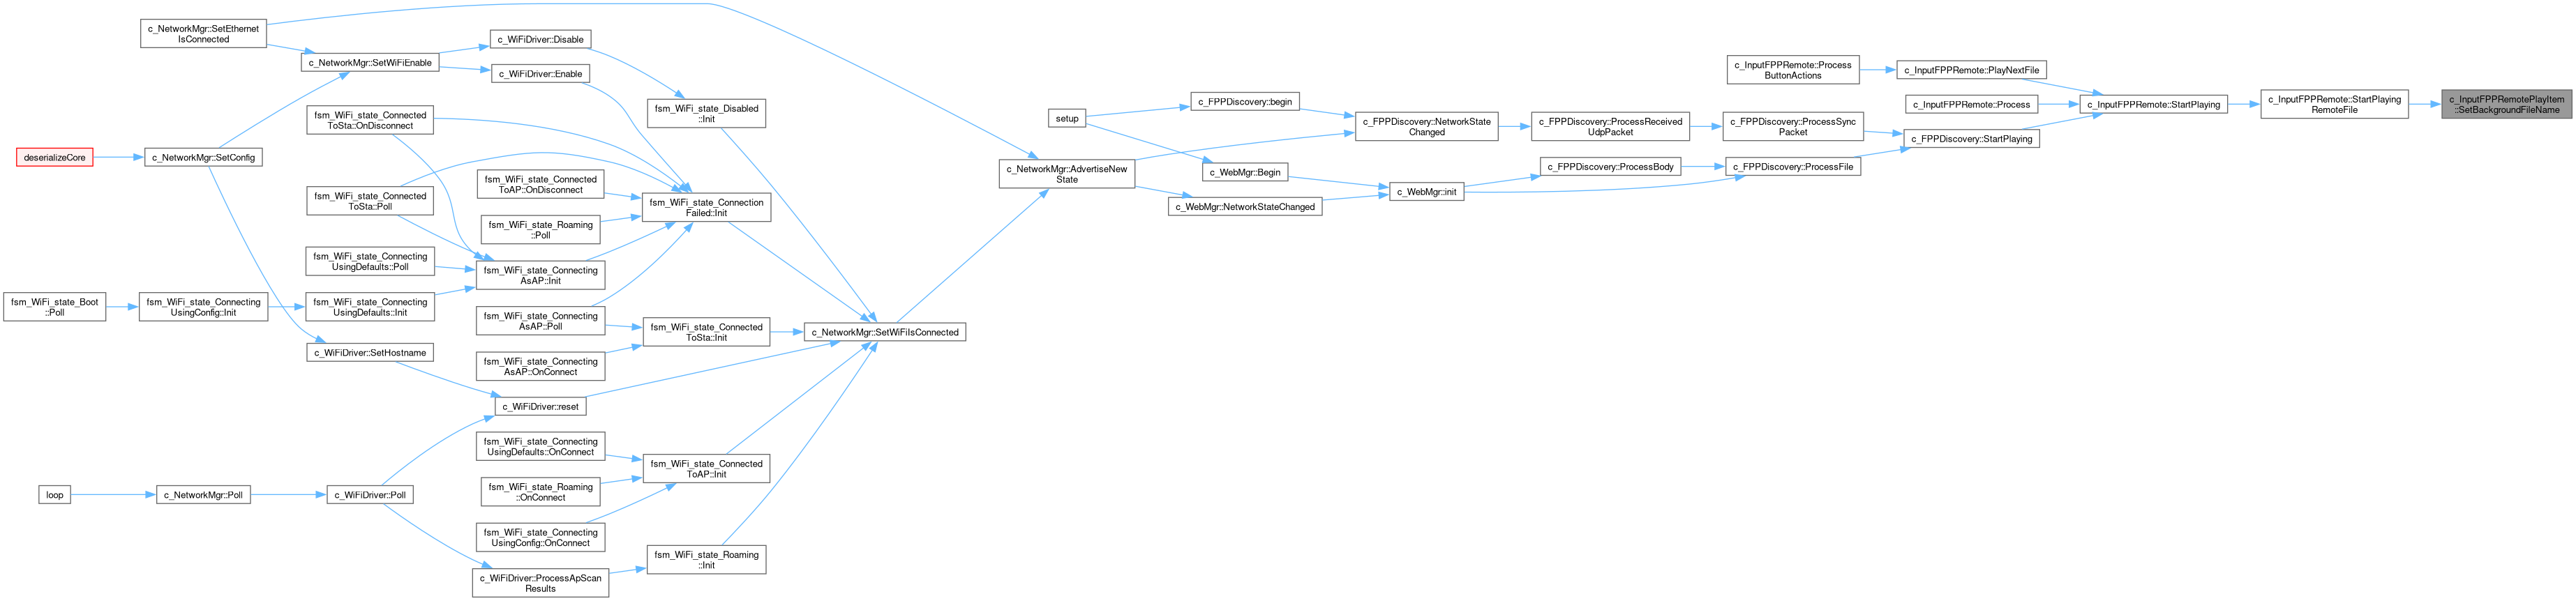 c_NetworkMgr::SetEthernet
IsConnected
c_WiFiDriver::Disable
c_NetworkMgr::SetWiFiEnable
c_WiFiDriver::Enable
fsm_WiFi_state_Disabled
::Init
fsm_WiFi_state_Connected
ToSta::OnDisconnect
deserializeCore
c_NetworkMgr::SetConfig
fsm_WiFi_state_Connected
ToAP::OnDisconnect
fsm_WiFi_state_Connected
ToSta::Poll
fsm_WiFi_state_Connection
Failed::Init
fsm_WiFi_state_Roaming
::Poll
fsm_WiFi_state_Connecting
UsingDefaults::Poll
fsm_WiFi_state_Connecting
AsAP::Init
fsm_WiFi_state_Boot
::Poll
fsm_WiFi_state_Connecting
UsingConfig::Init
fsm_WiFi_state_Connecting
UsingDefaults::Init
fsm_WiFi_state_Connecting
AsAP::Poll
fsm_WiFi_state_Connected
ToSta::Init
c_NetworkMgr::SetWiFiIsConnected
c_WiFiDriver::SetHostname
fsm_WiFi_state_Connecting
AsAP::OnConnect
c_WiFiDriver::reset
fsm_WiFi_state_Connecting
UsingDefaults::OnConnect
fsm_WiFi_state_Connected
ToAP::Init
loop
c_NetworkMgr::Poll
c_WiFiDriver::Poll
fsm_WiFi_state_Roaming
::OnConnect
fsm_WiFi_state_Connecting
UsingConfig::OnConnect
fsm_WiFi_state_Roaming
::Init
c_WiFiDriver::ProcessApScan
Results
setup
c_FPPDiscovery::begin
c_NetworkMgr::AdvertiseNew
State
c_WebMgr::Begin
c_WebMgr::NetworkStateChanged
c_FPPDiscovery::NetworkState
Changed
c_WebMgr::init
c_FPPDiscovery::ProcessReceived
UdpPacket
c_FPPDiscovery::ProcessBody
c_InputFPPRemote::Process
ButtonActions
c_FPPDiscovery::ProcessSync
Packet
c_FPPDiscovery::ProcessFile
c_InputFPPRemote::PlayNextFile
c_InputFPPRemote::Process
c_FPPDiscovery::StartPlaying
c_InputFPPRemote::StartPlaying
c_InputFPPRemote::StartPlaying
RemoteFile
c_InputFPPRemotePlayItem
::SetBackgroundFileName